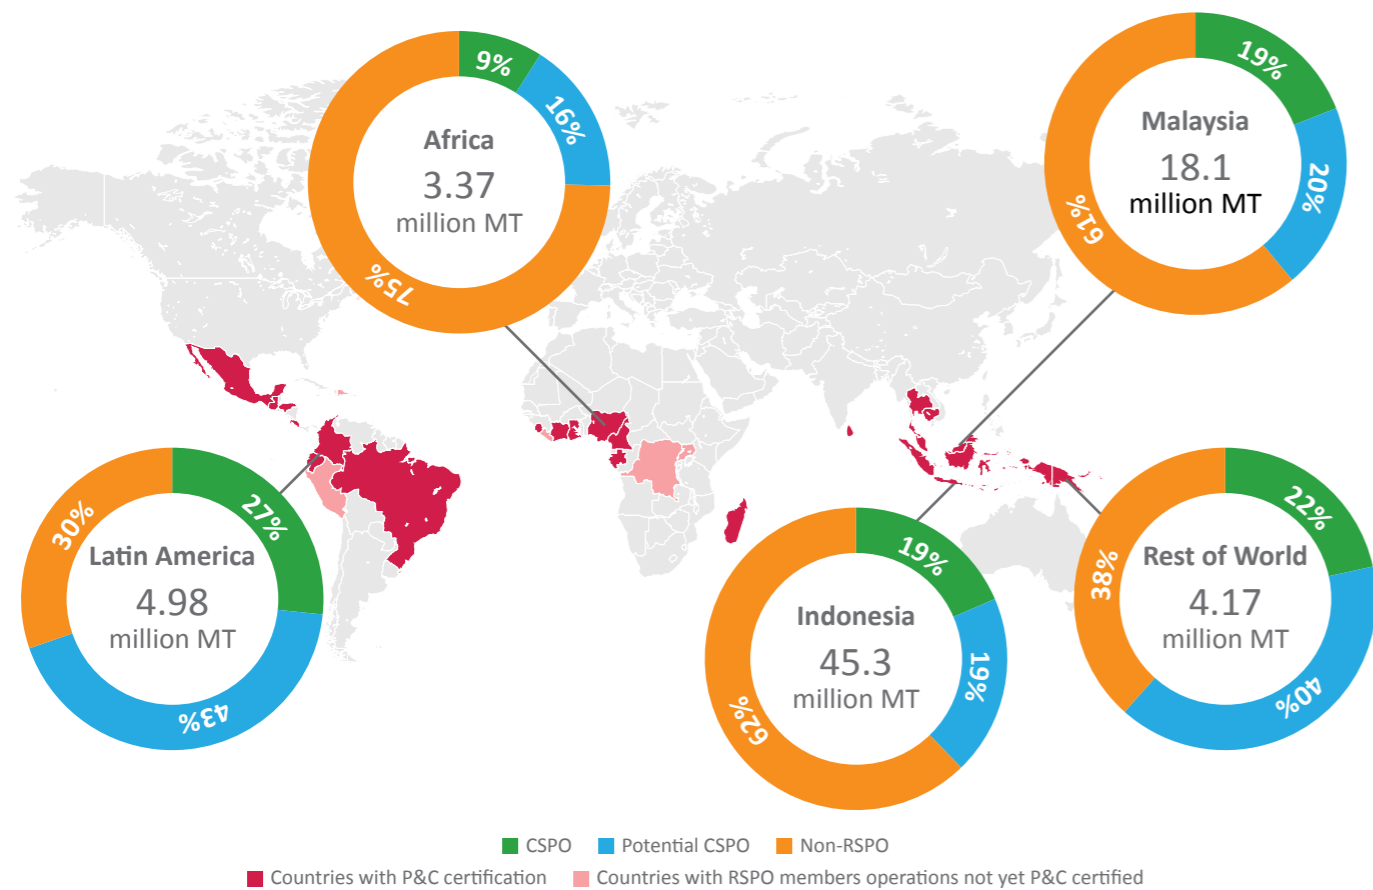 9%
16%
75%
Africa
3.37
million MT
19%
20%
61%
Malaysia
18.1
million MT
27%
43%
30%
Latin America
4.98
million MT
19%
19%
62%
Indonesia
45.3
million MT
22%
40%
38%
Rest of World
4.17
million MT
CSPO Potential CSPO Non-RSPO
Countries with P&C certification Countries with RSPO members operations not yet P&C certified